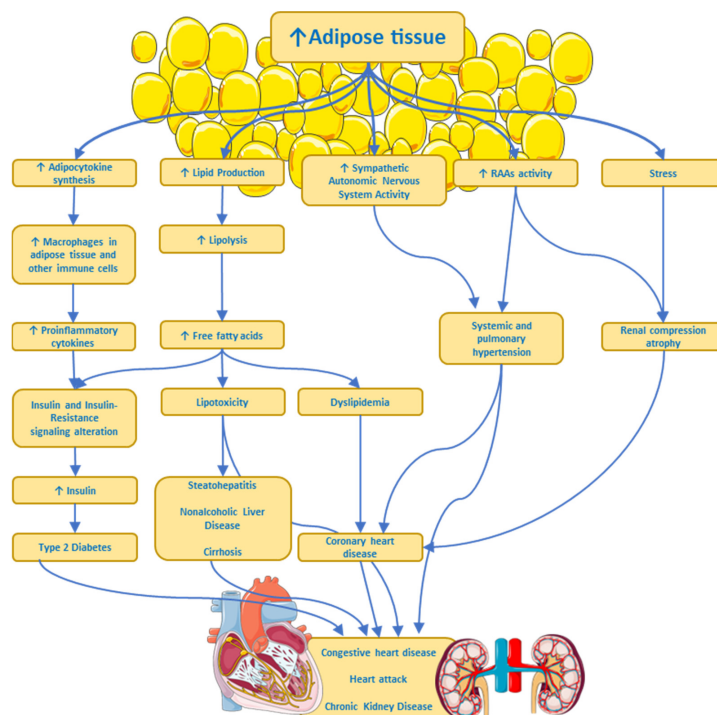 ↑Adipose tissue
↑ Adipocytokine
synthesis
↑ Lipid Production
↑ Sympathetic
Autonomic Nervous
System Activity
↑ RAAs activity
Stress
↑ Macrophages in
adipose tissue and
other immune cells
↑ Lipolysis
↑ Proinflammatory
cytokines
↑ Free fatty acids
Systemic and
pulmonary
hypertension
Renal compression
atrophy
Insulin and Insulin-
Resistance
signaling alteration
Lipotoxicity
Dyslipidemia
↑ Insulin
Steatohepatitis
Nonalcoholic Liver
Disease
Cirrhosis
Type 2 Diabetes
Coronary heart
disease
Congestive heart disease
Heart attack
Chronic Kidney Disease